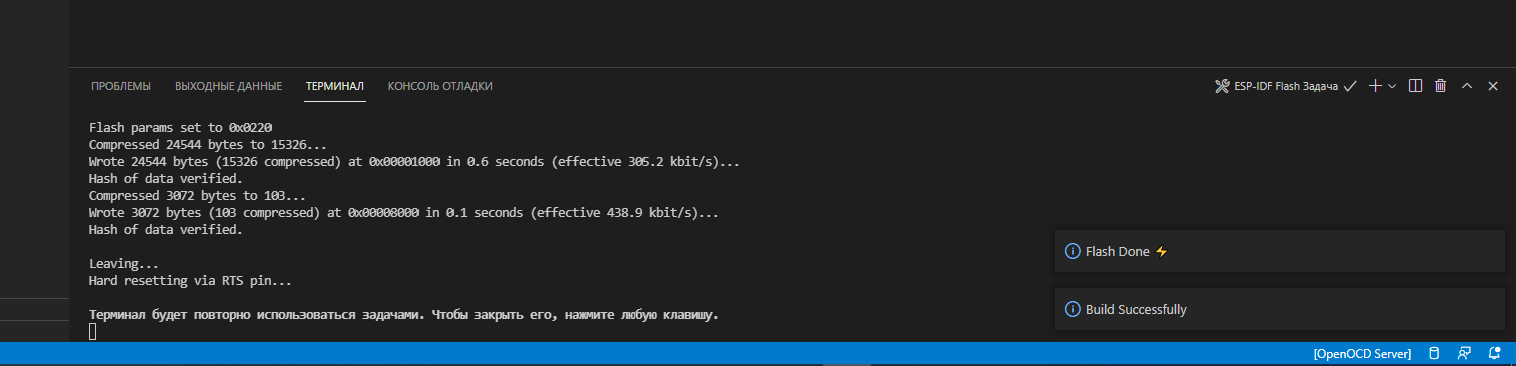 ПРОБЛЕМЫ ВЫХОДНЫЕ ДАННЫЕ ТЕРМИНАЛ КОНСОЛЬ ОТЛАДКИ ESP-IDF Flash Задача
Flash params set to 0x0220
Compressed 24544 bytes to 15326...
Wrote 24544 bytes (15326 compressed) at 0x00001000 in 0.6 seconds (effective 305.2 kbit/s)...
Hash of data verified.
Compressed 3072 bytes to 103...
Wrote 3072 bytes (103 compressed) at 0x00008000 in 0.1 seconds (effective 438.9 kbit/s)...
Hash of data verified.
Leaving...
Hard resetting via RTS pin...
Терминал будет повторно использоваться задачами. Чтобы закрыть его, нажмите любую клавишу.
Flash Done ⚡
Build Successfully
[OpenOCD Server]